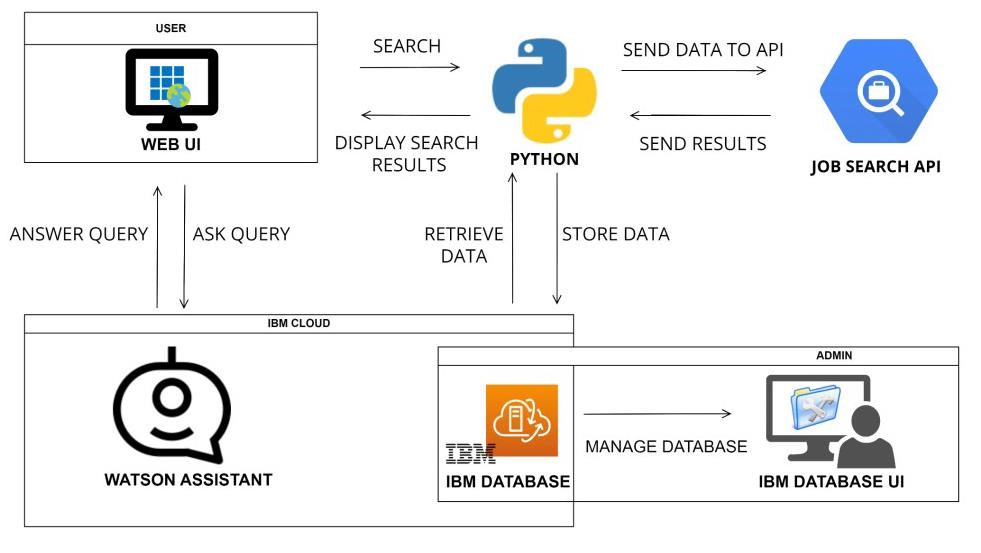 USER
WEB UI
SEARCH
DISPLAY SEARCH
RESULTS
PYTHON
SEND DATA TO API
SEND RESULTS
JOB SEARCH API
ANSWER QUERY
ASK QUERY
RETRIEVE
DATA
STORE DATA
IBM CLOUD
WATSON ASSISTANT
ADMIN
IBM
IBM DATABASE
MANAGE DATABASE
IBM DATABASE UI